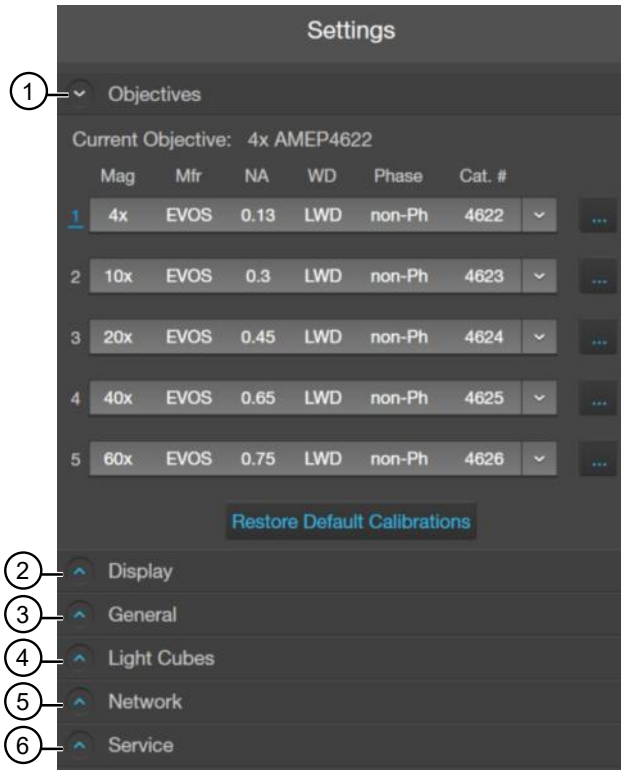 Settings
1 Objectives
Current Objective: 4x AMEP4622
Mag Mfr NA WD Phase Cat. #
1 4x EVOS 0.13 LWD non-Ph 4622 ...
2 10x EVOS 0.3 LWD non-Ph 4623 ...
3 20x EVOS 0.45 LWD non-Ph 4624 ...
4 40x EVOS 0.65 LWD non-Ph 4625 ...
5 60x EVOS 0.75 LWD non-Ph 4626 ...
Restore Default Calibrations
2 Display
3 General
4 Light Cubes
5 Network
6 Service